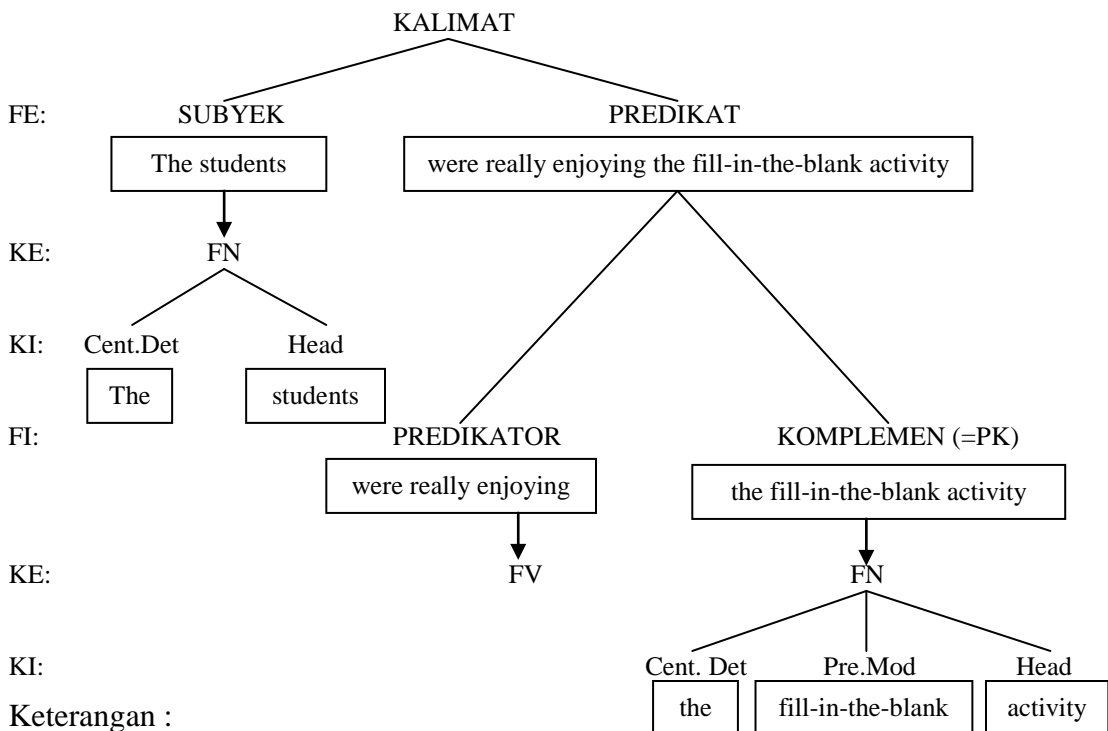 KALIMAT
FE: SUBYEK PREDIKAT
The students were really enjoying the fill-in-the-blank activity
KE: FN
KI: Cent.Det Head
The students
FI: PREDIKATOR KOMPLEMEN (=PK)
were really enjoying the fill-in-the-blank activity
KE: FV FN
KI: Cent. Det Pre.Mod Head
the fill-in-the-blank activity
Keterangan :